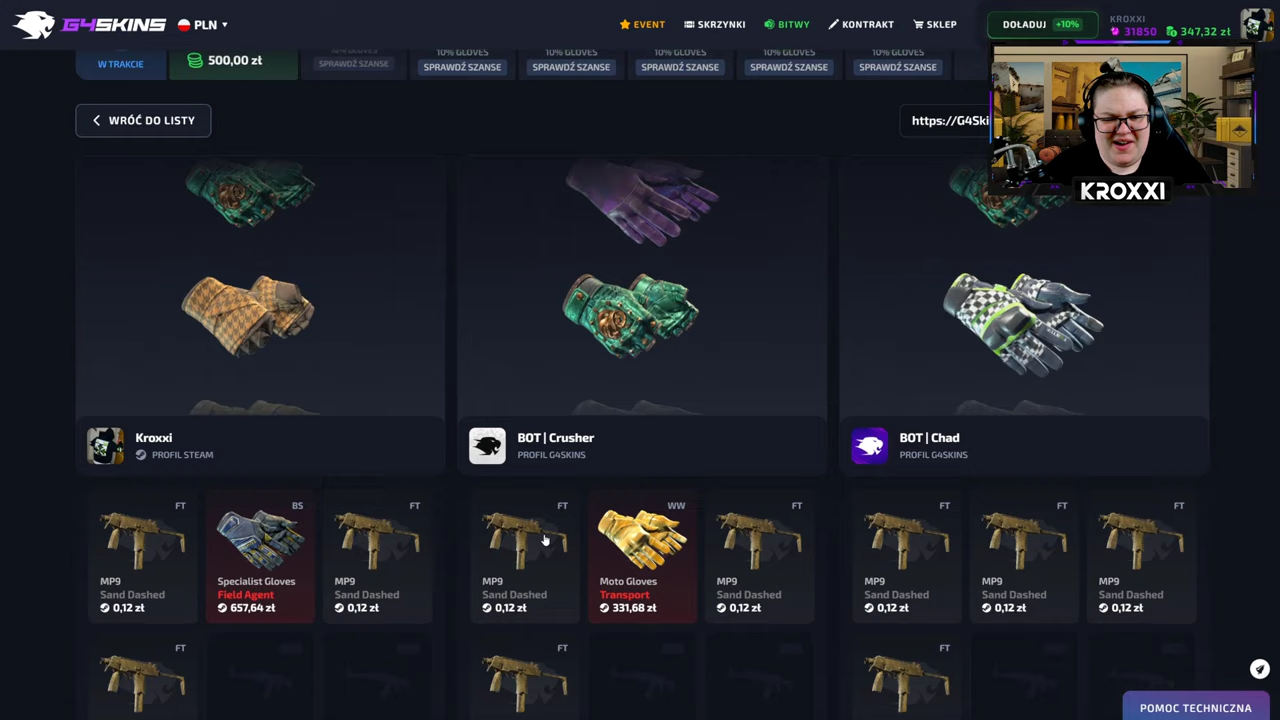 G4SKINS
PLN
EVENT
SKRZYNKI
BITWY
KONTRAKT
SKLEP
DOŁADUJ +10%
KROXXI
31850 347,32 zł
W TRAKCIE
500,00 zł
10% GLOVES
SPRAWDŹ SZANSE
10% GLOVES
SPRAWDŹ SZANSE
10% GLOVES
SPRAWDŹ SZANSE
10% GLOVES
SPRAWDŹ SZANSE
10% GLOVES
SPRAWDŹ SZANSE
10% GLOVES
SPRAWDŹ SZANSE
WRÓĆ DO LISTY
https://G4Ski
KROXXI
Kroxxi
PROFIL STEAM
BOT | Crusher
PROFIL G4SKINS
BOT | Chad
PROFIL G4SKINS
FT
MP9
Sand Dashed
0,12 zł
BS
Specialist Gloves
Field Agent
657,64 zł
FT
MP9
Sand Dashed
0,12 zł
FT
MP9
Sand Dashed
0,12 zł
WW
Moto Gloves
Transport
331,68 zł
FT
MP9
Sand Dashed
0,12 zł
FT
MP9
Sand Dashed
0,12 zł
FT
MP9
Sand Dashed
0,12 zł
FT
MP9
Sand Dashed
0,12 zł
FT
FT
FT
POMOC TECHNICZNA